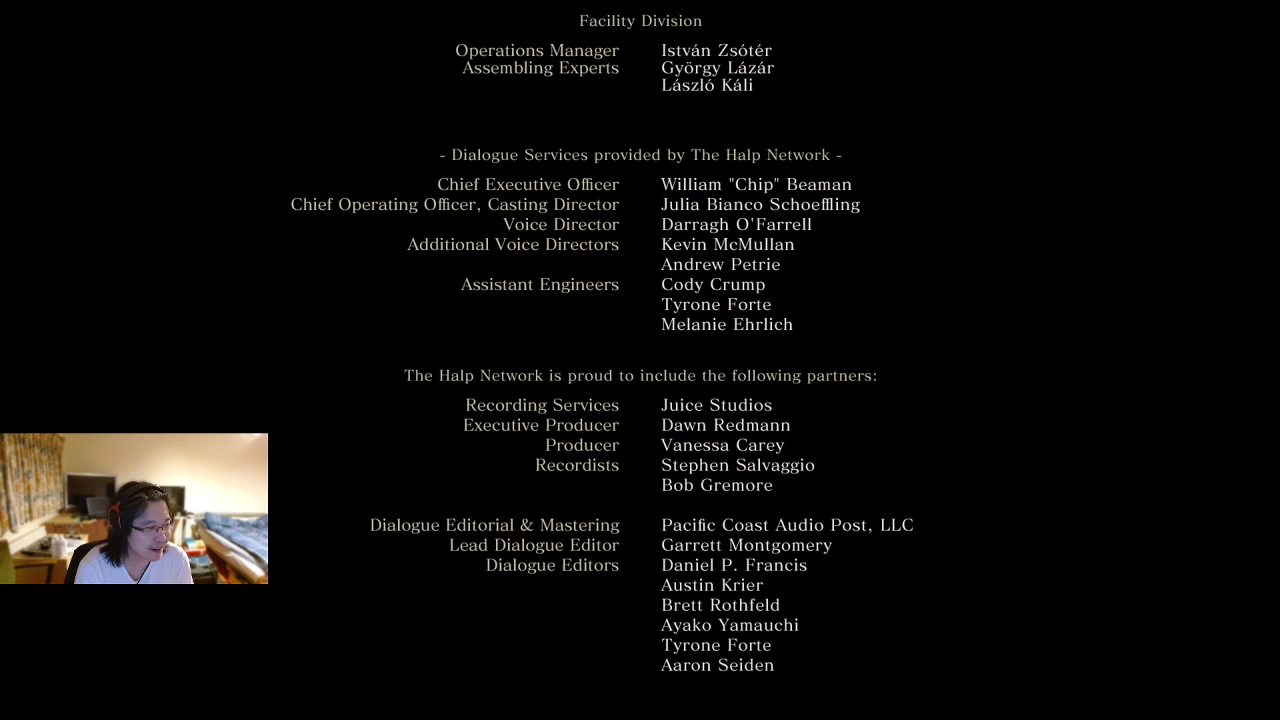 Facility Division
Operations Manager István Zsótér
Assembling Experts György Lázár
László Káli
- Dialogue Services provided by The Halp Network -
Chief Executive Officer William "Chip" Beaman
Chief Operating Officer, Casting Director Julia Bianco Schoeffling
Voice Director Darragh O'Farrell
Additional Voice Directors Kevin McMullan
Andrew Petrie
Assistant Engineers Cody Crump
Tyrone Forte
Melanie Ehrlich
The Halp Network is proud to include the following partners:
Recording Services Juice Studios
Executive Producer Dawn Redmann
Producer Vanessa Carey
Recordists Stephen Salvaggio
Bob Gremore
Dialogue Editorial & Mastering Pacific Coast Audio Post, LLC
Lead Dialogue Editor Garrett Montgomery
Dialogue Editors Daniel P. Francis
Austin Krier
Brett Rothfeld
Ayako Yamauchi
Tyrone Forte
Aaron Seiden